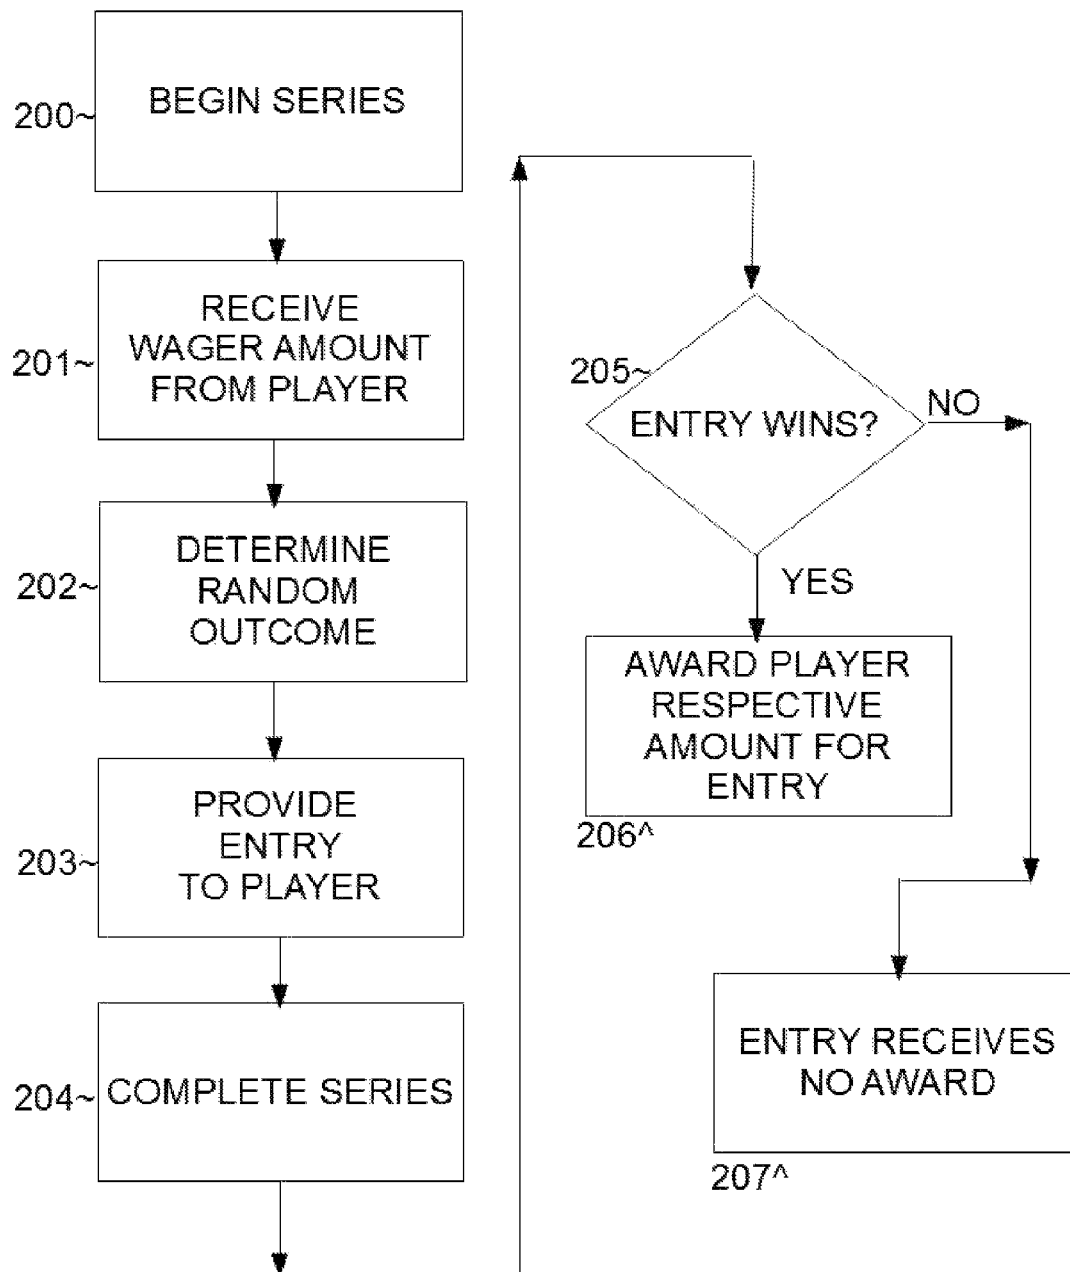 200~
BEGIN SERIES
201~
RECEIVE
WAGER AMOUNT
FROM PLAYER
202~
DETERMINE
RANDOM
OUTCOME
203~
PROVIDE
ENTRY
TO PLAYER
204~
COMPLETE SERIES
205~
ENTRY WINS?
NO
YES
AWARD PLAYER
RESPECTIVE
AMOUNT FOR
ENTRY
206^
ENTRY RECEIVES
NO AWARD
207^